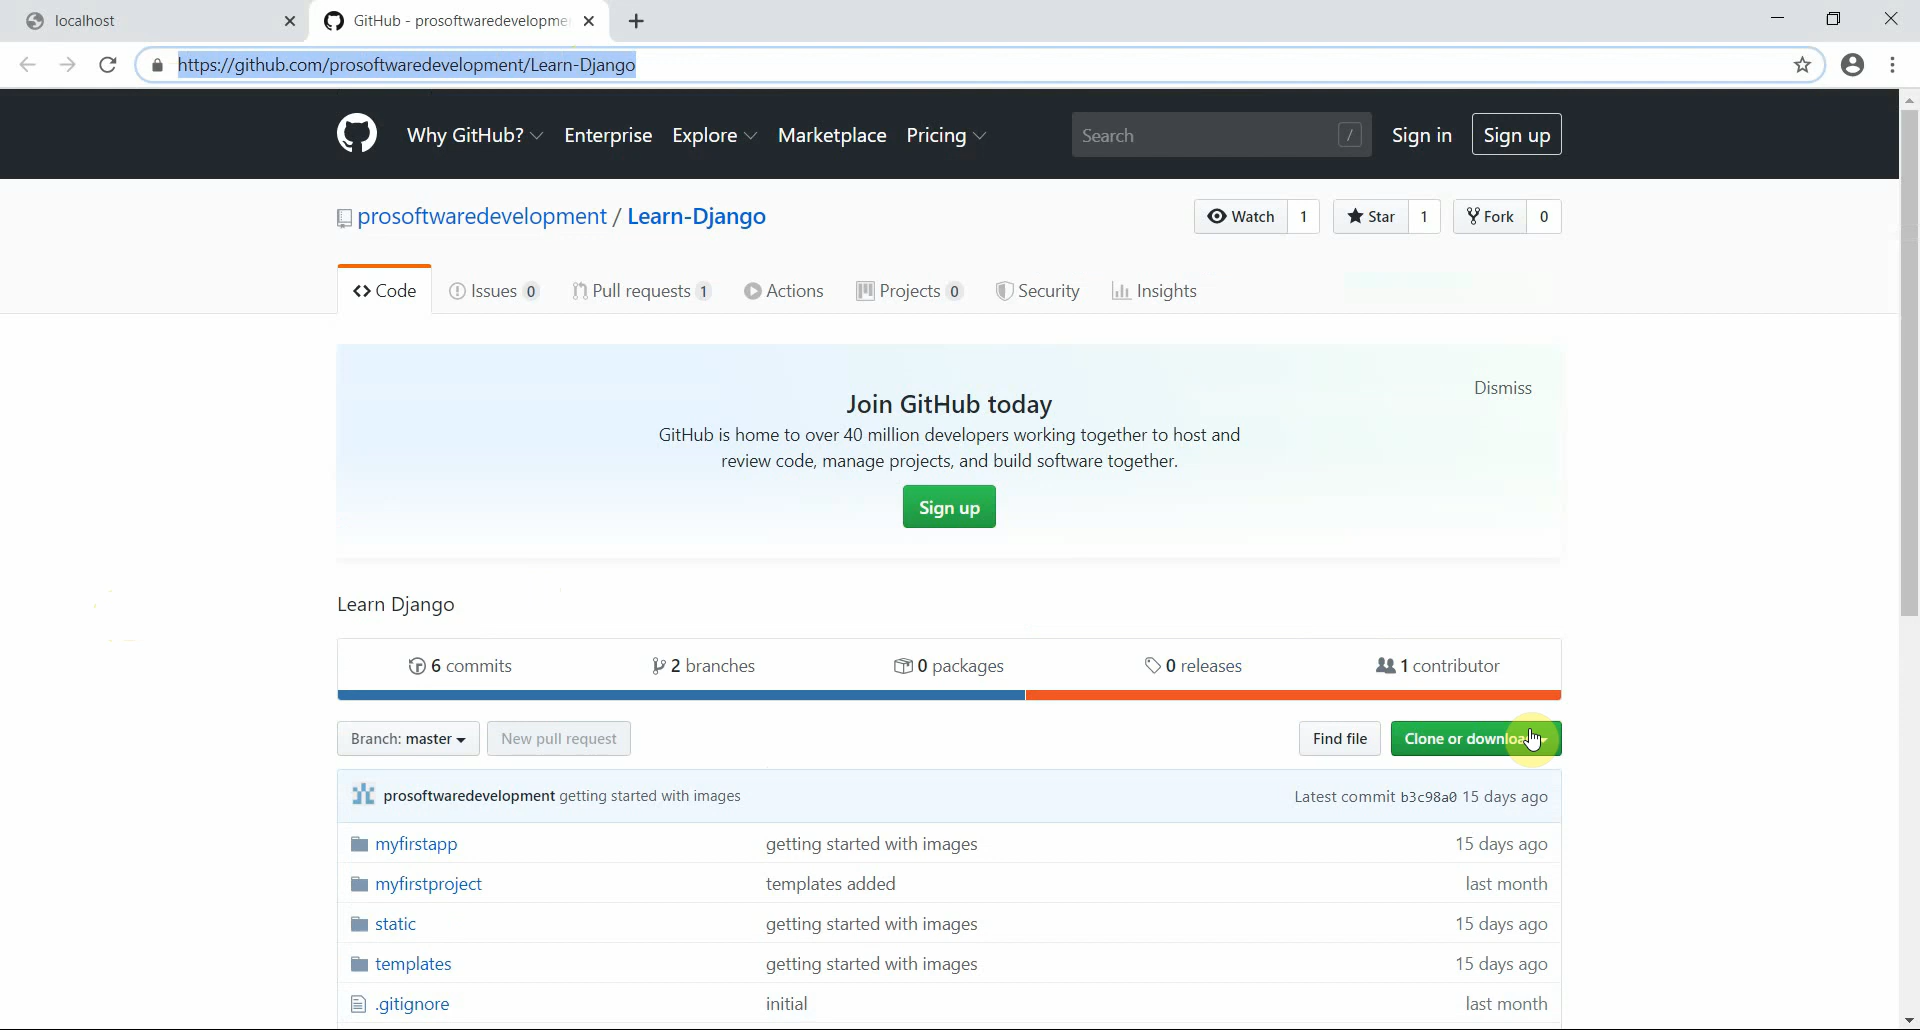 localhost
GitHub - prosoftwaredevelopme
https://github.com/prosoftwaredevelopment/Learn-Django
Why GitHub? Enterprise Explore Marketplace Pricing Search / Sign in Sign up
prosoftwaredevelopment / Learn-Django
Watch 1 Star 1 Fork 0
Code Issues 0 Pull requests 1 Actions Projects 0 Security Insights
Dismiss
Join GitHub today
GitHub is home to over 40 million developers working together to host and
review code, manage projects, and build software together.
Sign up
Learn Django
6 commits 2 branches 0 packages 0 releases 1 contributor
Branch: master New pull request Find file Clone or download
prosoftwaredevelopment getting started with images Latest commit b3c98a0 15 days ago
myfirstapp getting started with images 15 days ago
myfirstproject templates added last month
static getting started with images 15 days ago
templates getting started with images 15 days ago
.gitignore initial last month